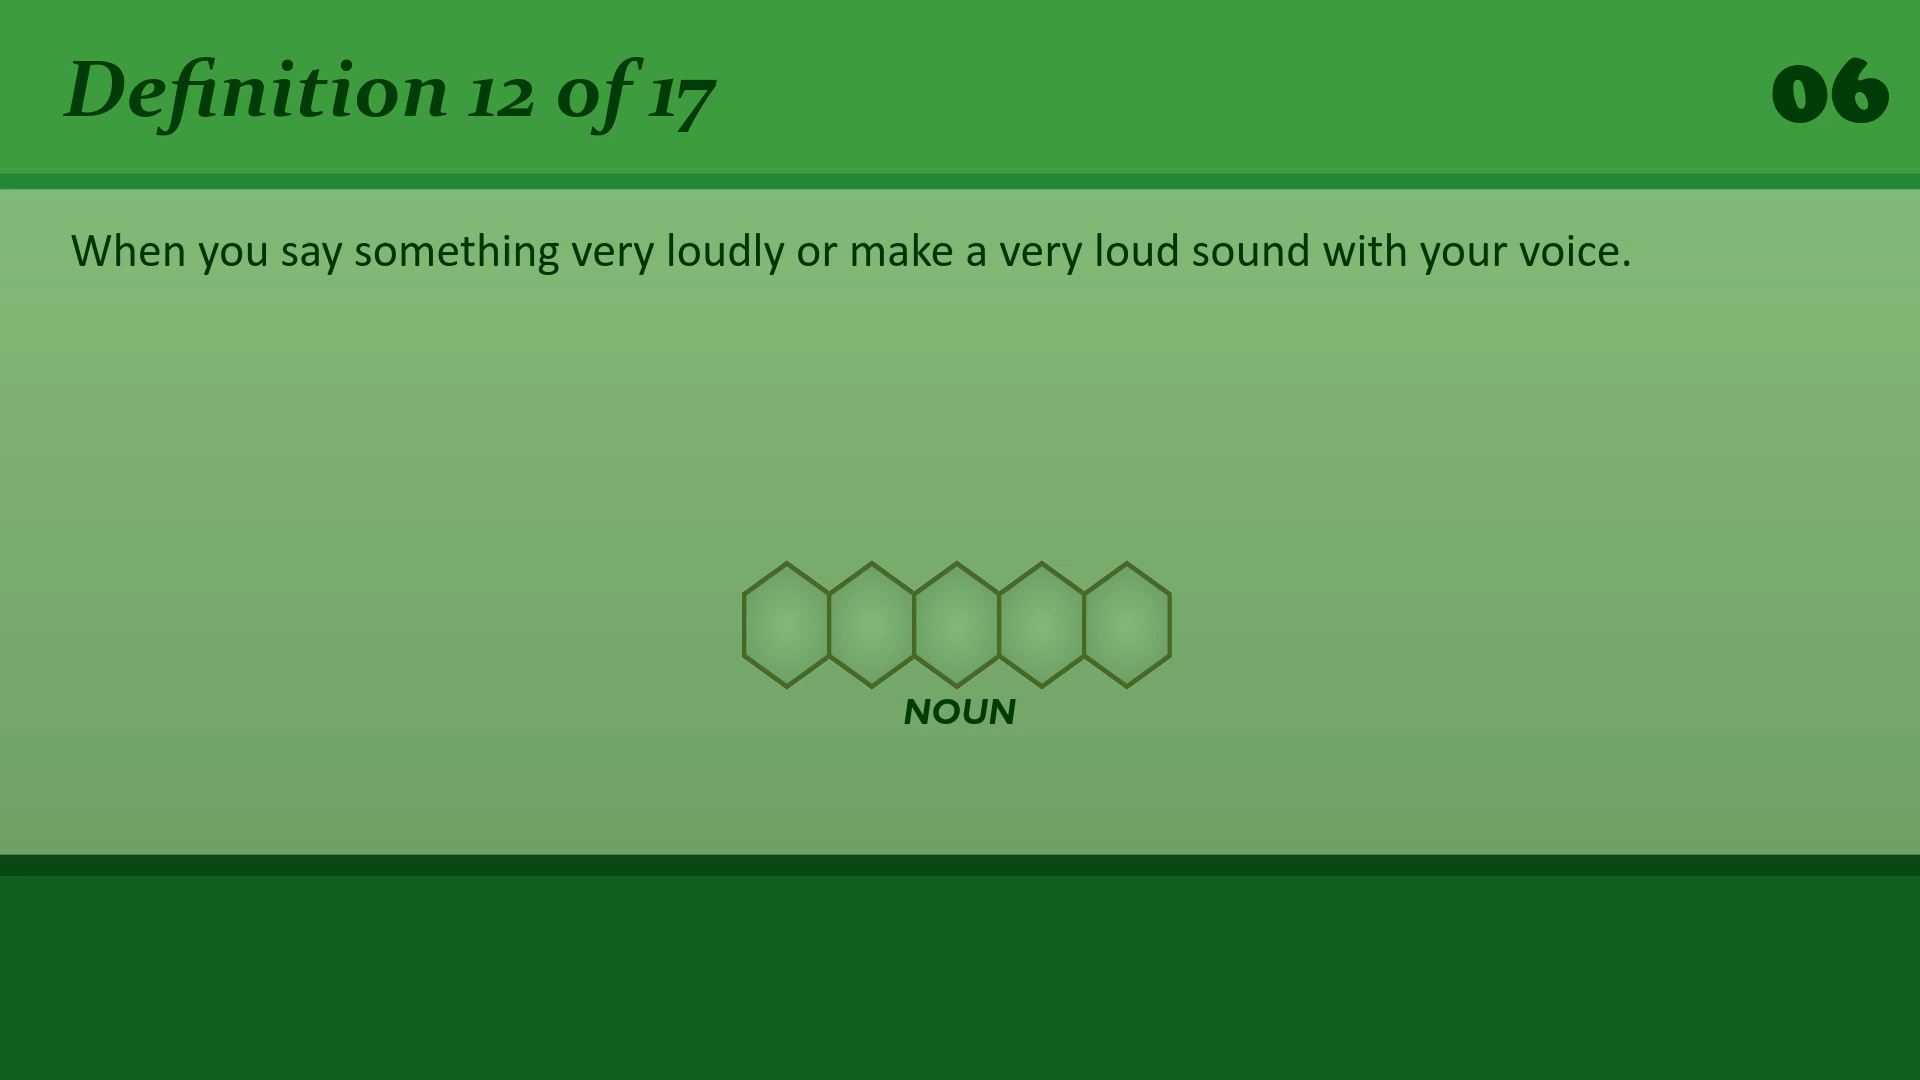 Definition 12 of 17
06
When you say something very loudly or make a very loud sound with your voice.
NOUN